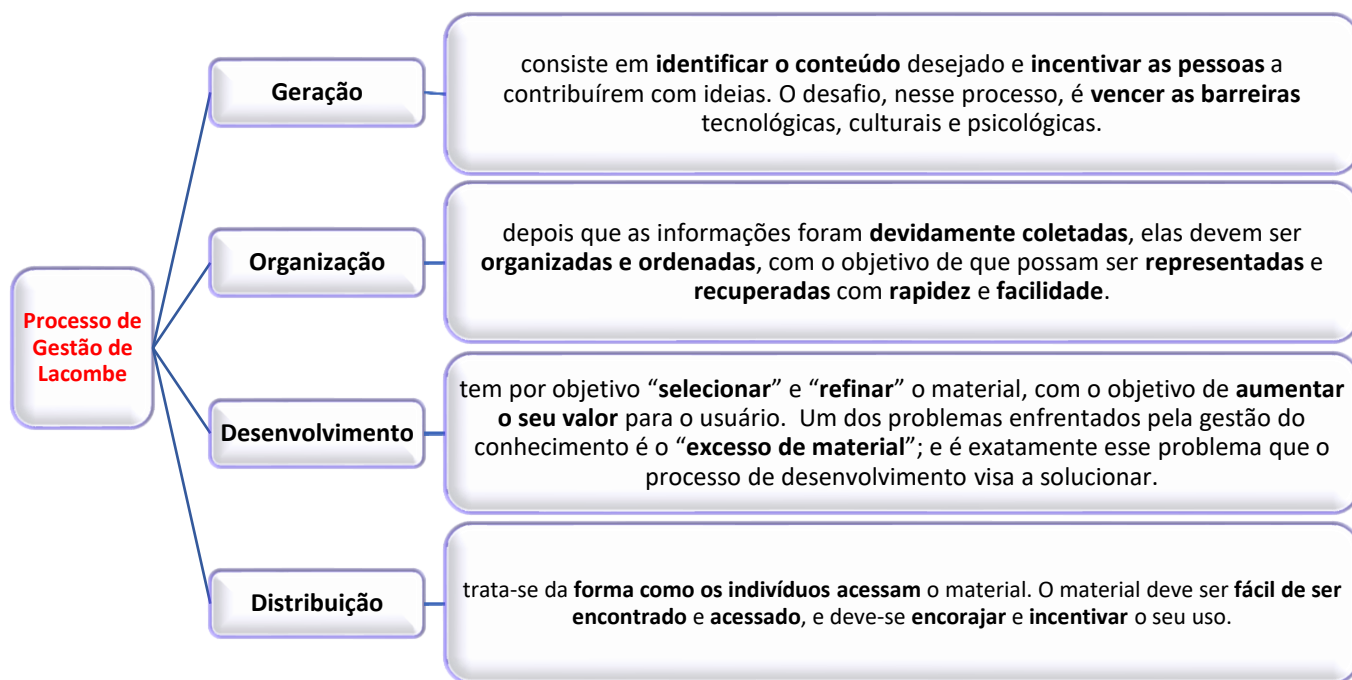 Processo de
Gestão de
Lacombe
Geração
consiste em identificar o conteúdo desejado e incentivar as pessoas a
contribuírem com ideias. O desafio, nesse processo, é vencer as barreiras
tecnológicas, culturais e psicológicas.
Organização
depois que as informações foram devidamente coletadas, elas devem ser
organizadas e ordenadas, com o objetivo de que possam ser representadas e
recuperadas com rapidez e facilidade.
Desenvolvimento
tem por objetivo “selecionar” e “refinar” o material, com o objetivo de aumentar
o seu valor para o usuário. Um dos problemas enfrentados pela gestão do
conhecimento é o “excesso de material”; e é exatamente esse problema que o
processo de desenvolvimento visa a solucionar.
Distribuição
trata-se da forma como os indivíduos acessam o material. O material deve ser fácil de ser
encontrado e acessado, e deve-se encorajar e incentivar o seu uso.